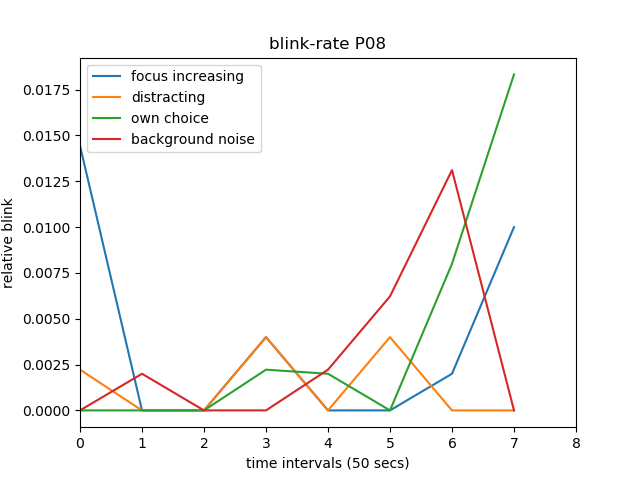 blink-rate P08
focus increasing
distracting
own choice
background noise
relative blink
0.0175
0.0150
0.0125
0.0100
0.0075
0.0050
0.0025
0.0000
0 1 2 3 4 5 6 7 8
time intervals (50 secs)